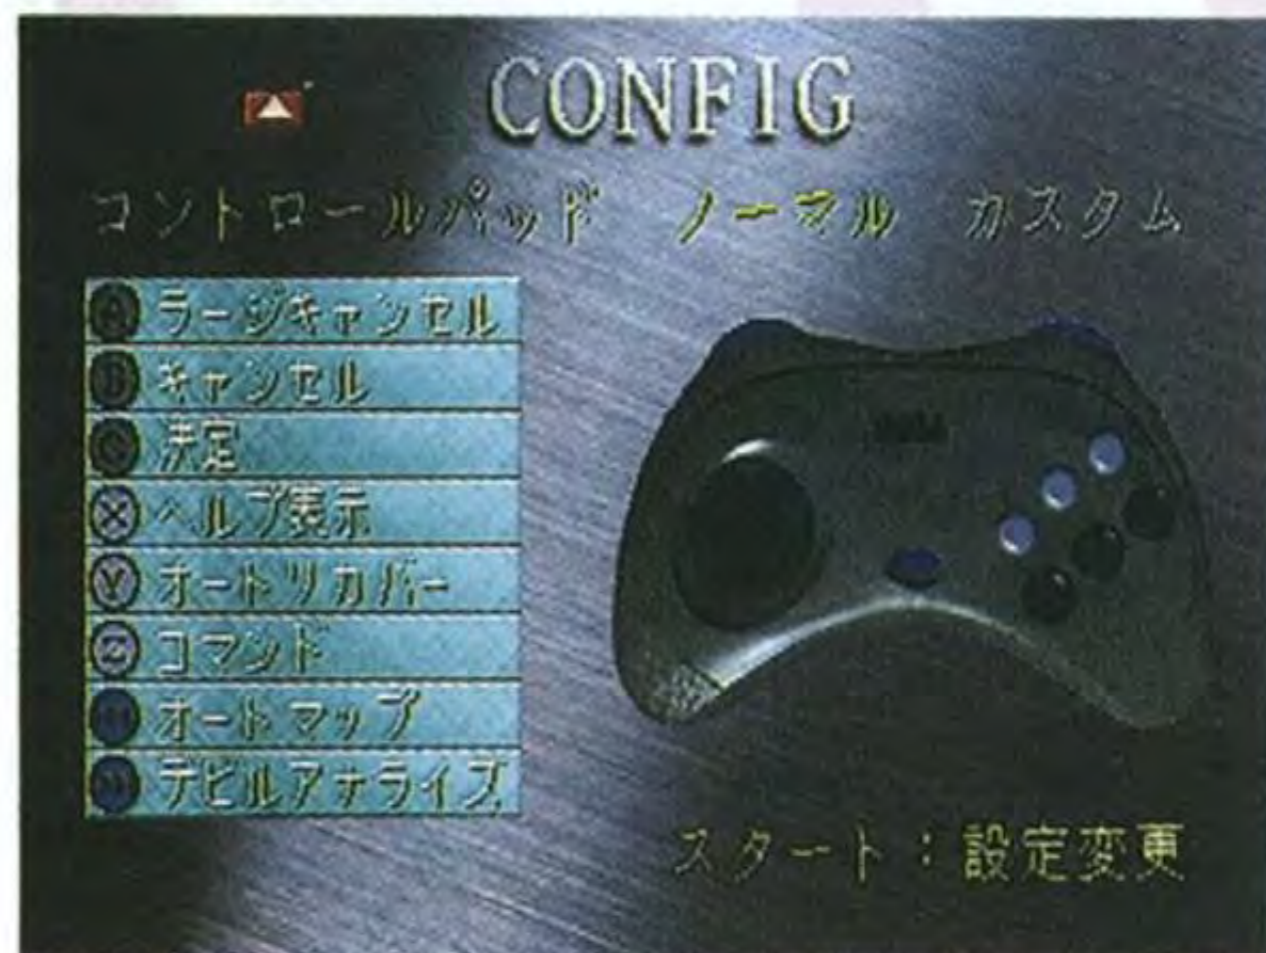 CONFIG
コントロールパッド ノーマル カスタム
A ラージキャンセル
B キャンセル
C 決定
X ヘルプ表示
Y オートリカバー
Z コマンド
オートマップ
デビルアナライズ
スタート：設定変更